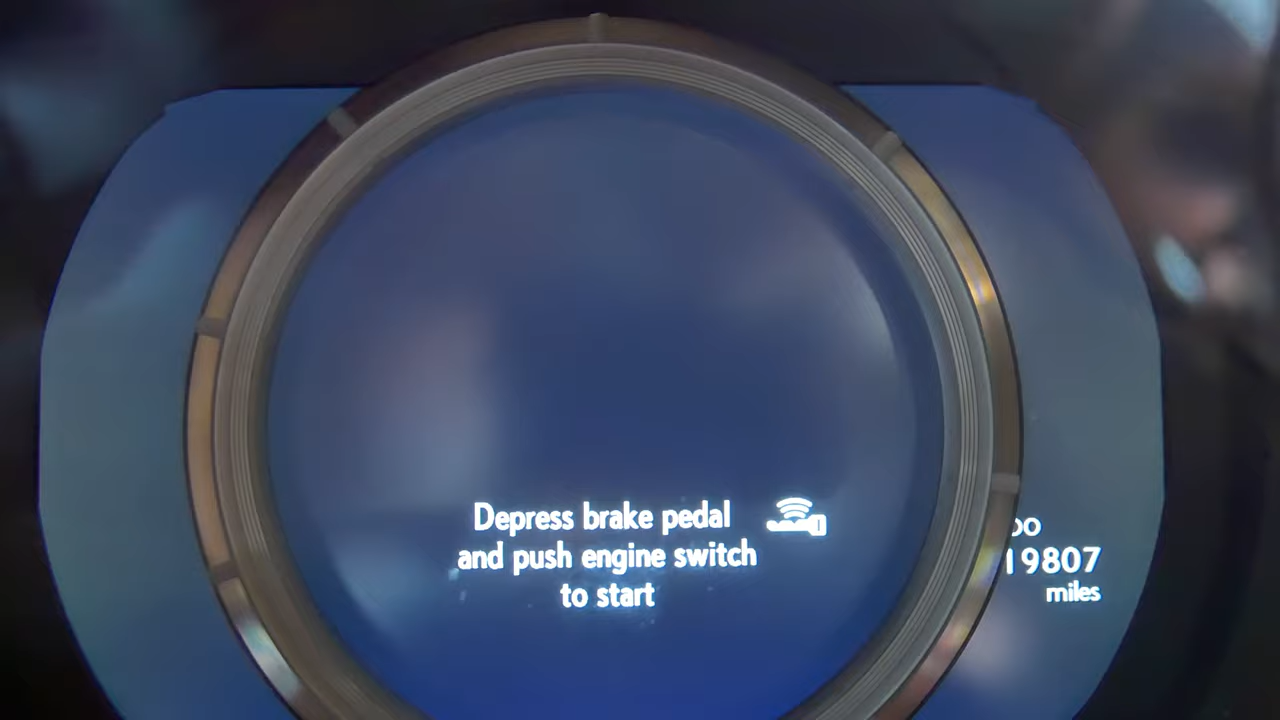 Depress brake pedal
and push engine switch
to start
19807
miles